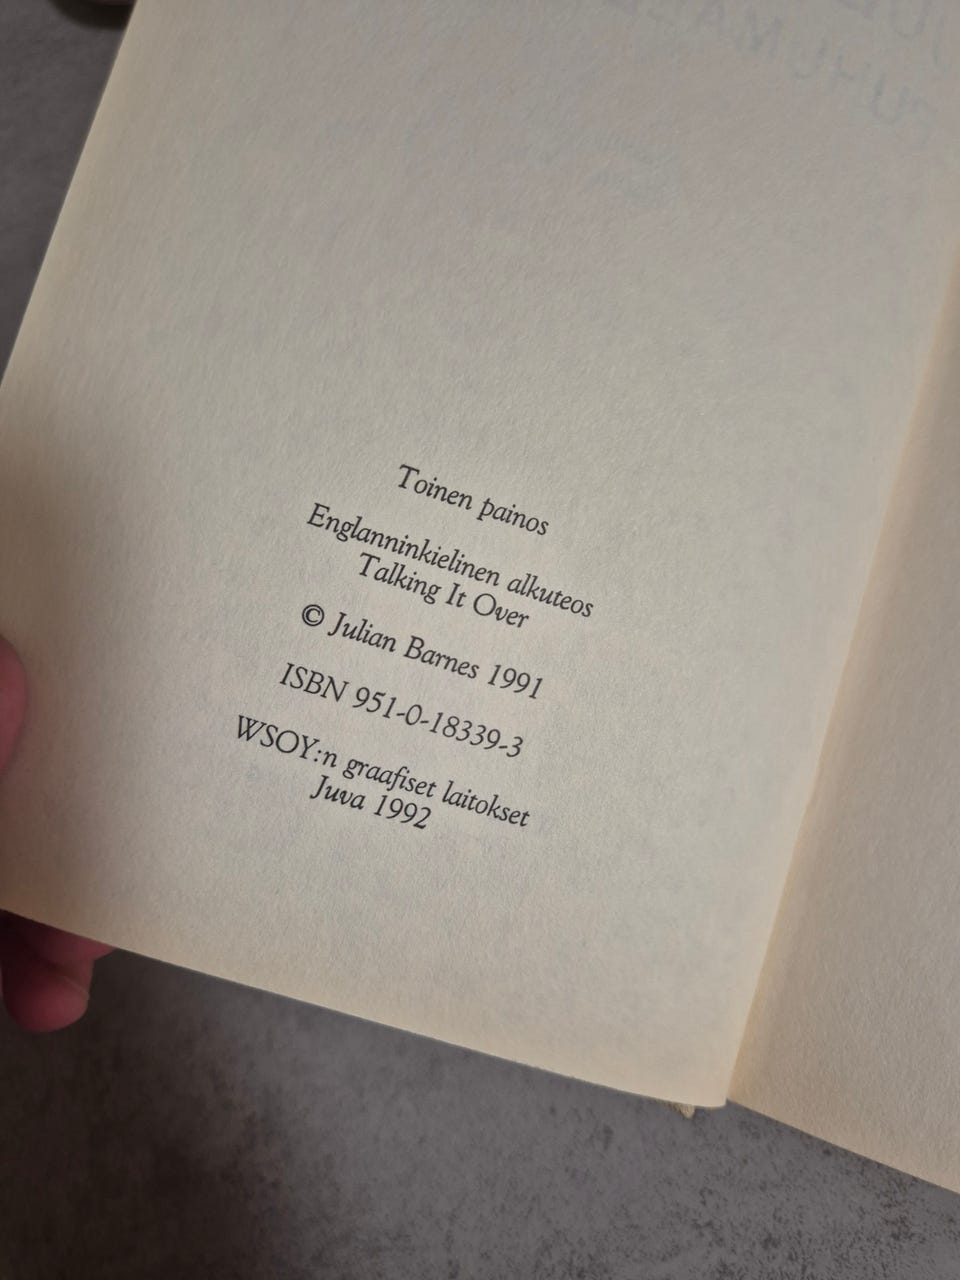 Toinen painos
Englanninkielinen alkuteos
Talking It Over
© Julian Barnes 1991
ISBN 951-0-18339-3
WSOY:n graafiset laitokset
Juva 1992